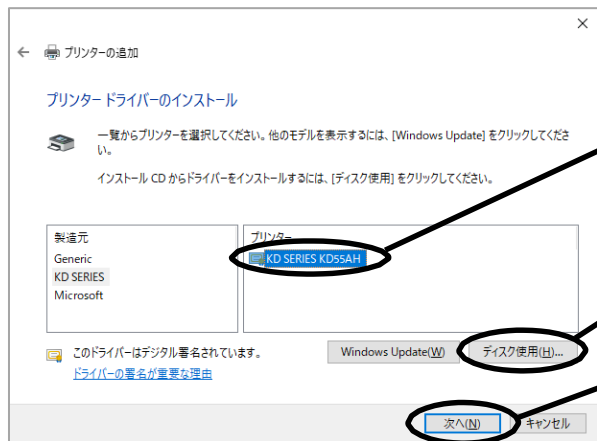 プリンターの追加
プリンター ドライバーのインストール
一覧からプリンターを選択してください。他のモデルを表示するには、[Windows Update] をクリックしてくださ
い。
インストール CD からドライバーをインストールするには、[ディスク使用] をクリックしてください。
製造元
Generic
KD SERIES
Microsoft
プリンター
KD SERIES KD55AH
このドライバーはデジタル署名されています。
ドライバーの署名が重要な理由
Windows Update(W)
ディスク使用(H)...
次へ(N)
キャンセル